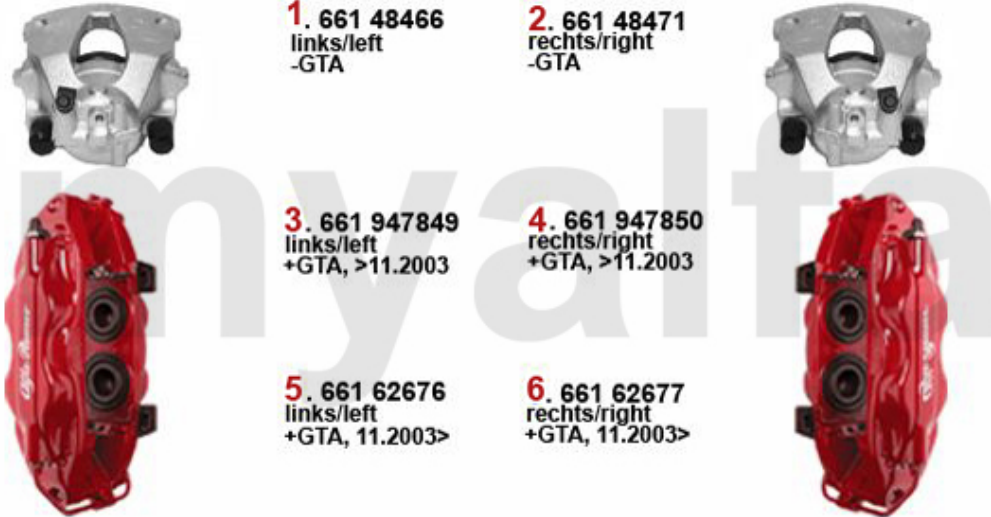 1. 661 48466
links/left
-GTA
2. 661 48471
rechts/right
-GTA
myalfa
3. 661 947849
links/left
+GTA, >11.2003
4. 661 947850
rechts/right
+GTA, >11.2003
5. 661 62676
links/left
+GTA, 11.2003>
6. 661 62677
rechts/right
+GTA, 11.2003>